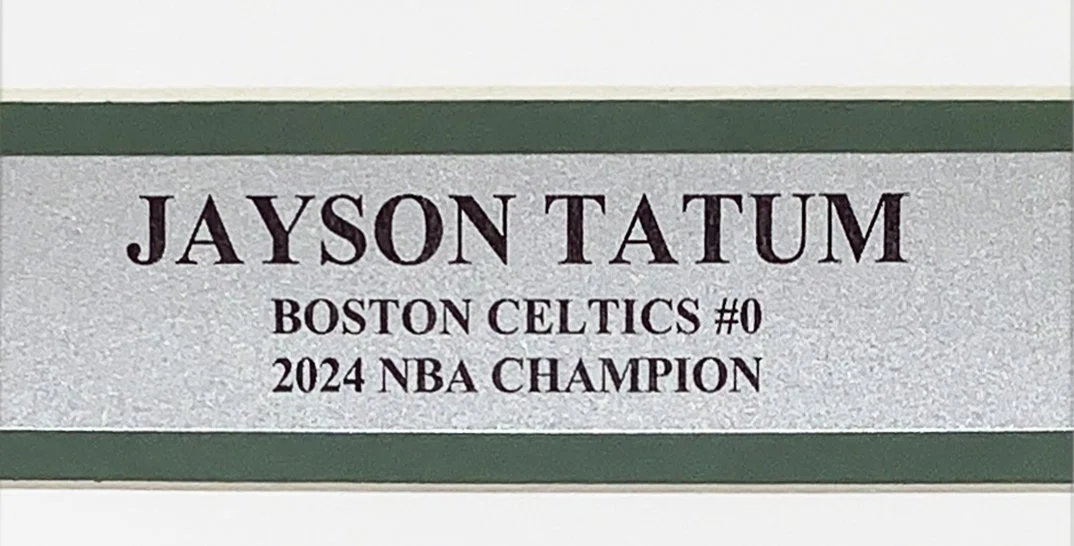 JAYSON TATUM
BOSTON CELTICS #0
2024 NBA CHAMPION